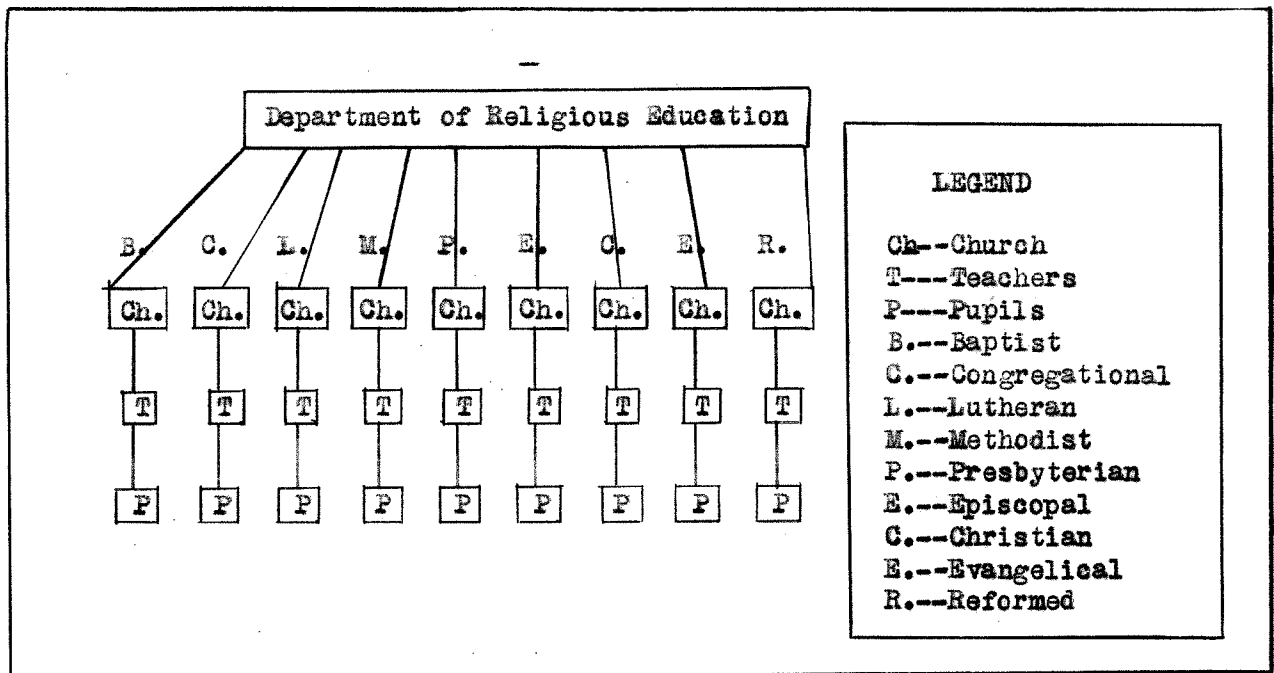 Department of Religious Education
B. C. L. M. P. E. C. E. R.
Ch. Ch. Ch. Ch. Ch. Ch. Ch. Ch. Ch.
T T T T T T T T T
P P P P P P P P P
LEGEND
Ch--Church
T---Teachers
P---Pupils
B.--Baptist
C.--Congregational
L.--Lutheran
M.--Methodist
P.--Presbyterian
E.--Episcopal
C.--Christian
E.--Evangelical
R.--Reformed